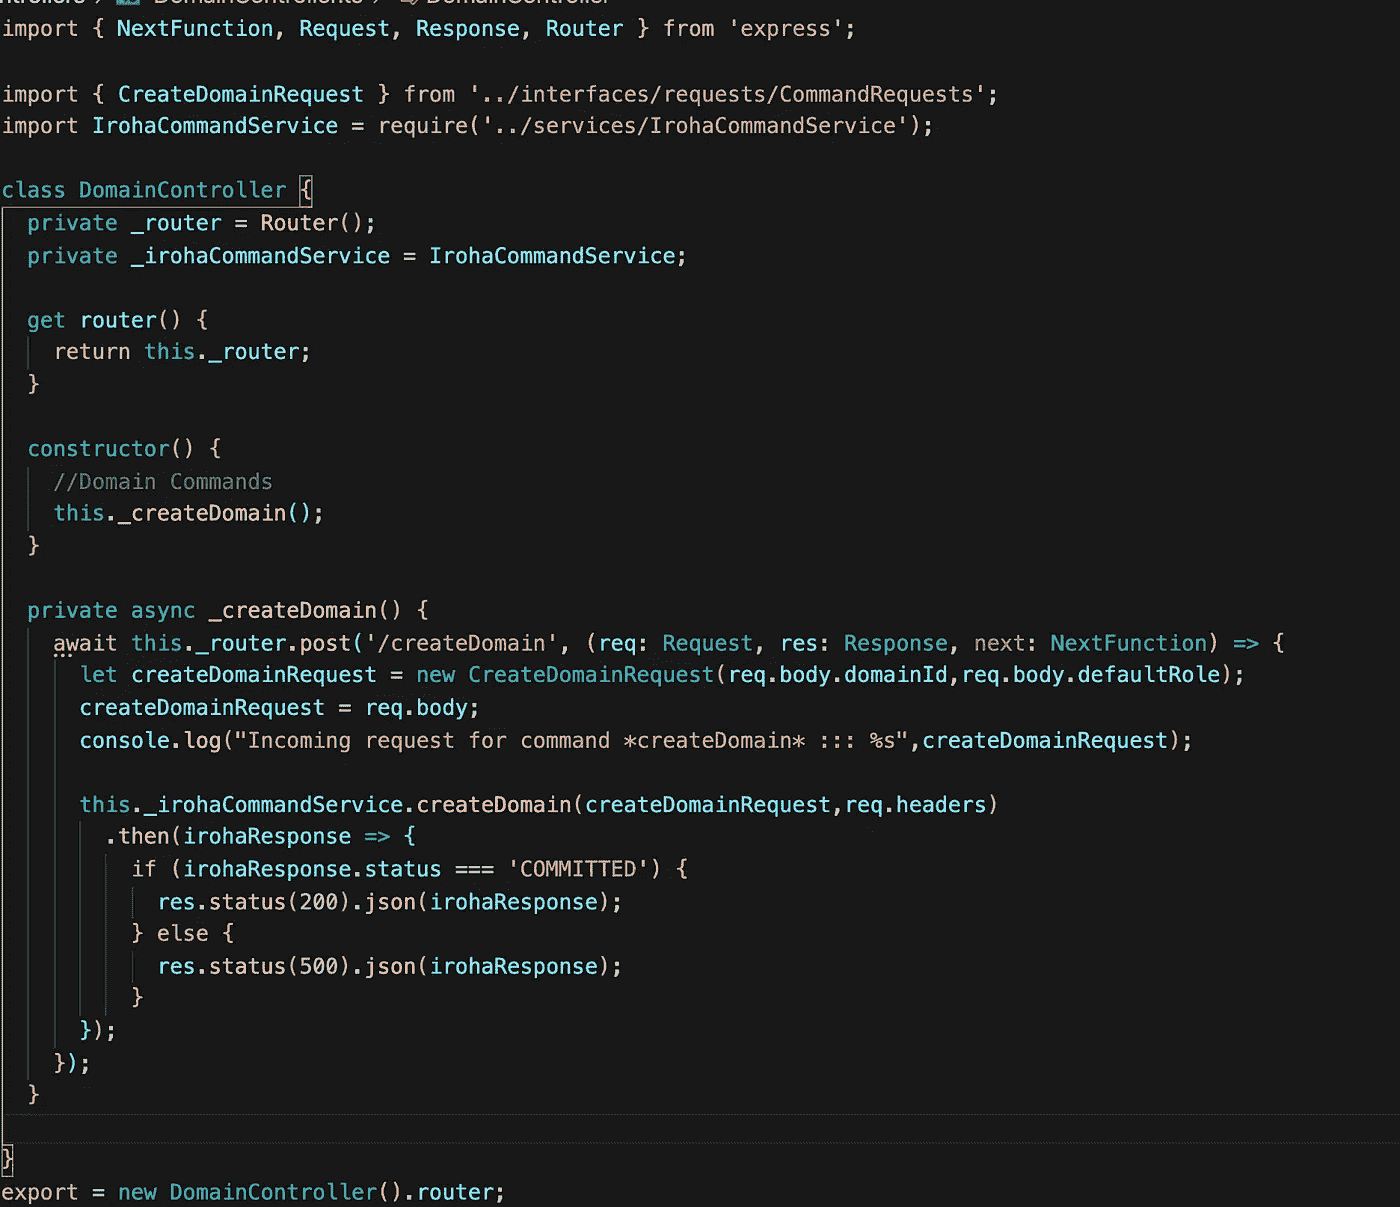 import { NextFunction, Request, Response, Router } from 'express';
import { CreateDomainRequest } from '../interfaces/requests/CommandRequests';
import IrohaCommandService = require('../services/IrohaCommandService');
class DomainController {
private _router = Router();
private _irohaCommandService = IrohaCommandService;
get router() {
return this._router;
}
constructor() {
//Domain Commands
this._createDomain();
}
private async _createDomain() {
await this._router.post('/createDomain', (req: Request, res: Response, next: NextFunction) => {
let createDomainRequest = new CreateDomainRequest(req.body.domainId,req.body.defaultRole);
createDomainRequest = req.body;
console.log("Incoming request for command *createDomain* ::: %s",createDomainRequest);
this._irohaCommandService.createDomain(createDomainRequest,req.headers)
.then(irohaResponse => {
if (irohaResponse.status === 'COMMITTED') {
res.status(200).json(irohaResponse);
} else {
res.status(500).json(irohaResponse);
}
});
});
}
}
export = new DomainController().router;